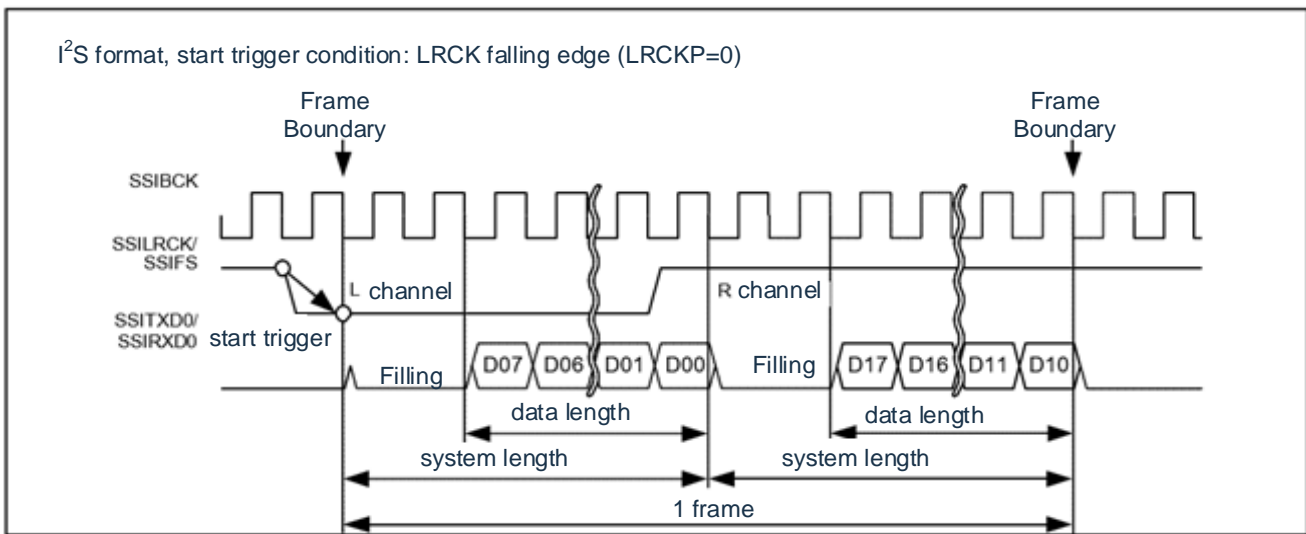 I²S format, start trigger condition: LRCK falling edge (LRCKP=0)
Frame Boundary
Frame Boundary
SSIBCK
SSILRCK/
SSIFS
L channel
R channel
SSITXD0/
SSIRXD0
start trigger
Filling
D07 D06 D01 D00
Filling
D17 D16 D11 D10
data length
data length
system length
system length
1 frame